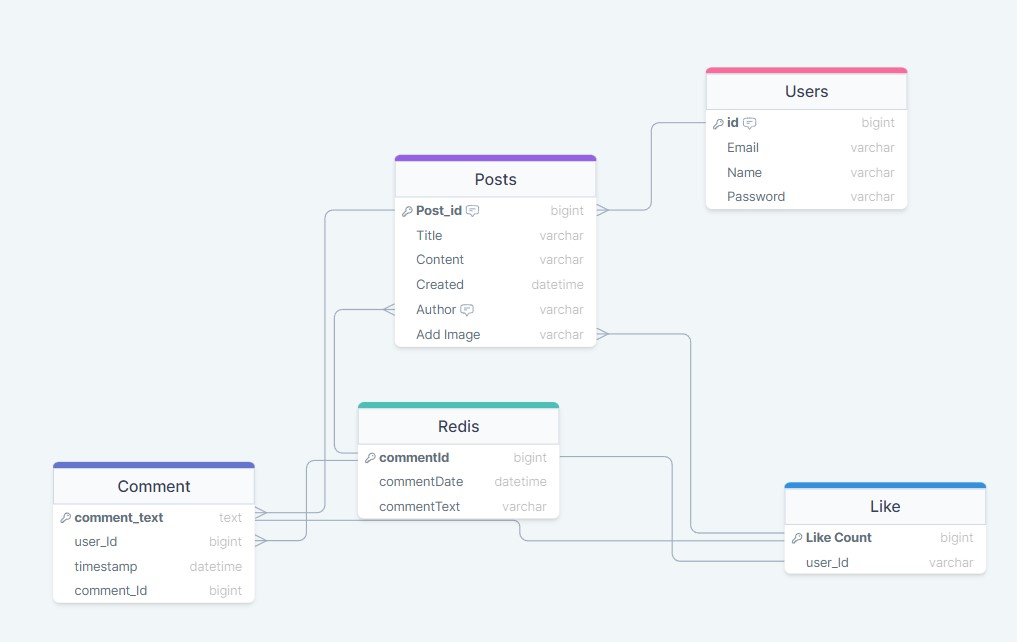 Users
id bigint
Email varchar
Name varchar
Password varchar
Posts
Post_id bigint
Title varchar
Content varchar
Created datetime
Author varchar
Add Image varchar
Redis
commentId bigint
commentDate datetime
commentText varchar
Comment
comment_text text
user_Id bigint
timestamp datetime
comment_Id bigint
Like
Like Count bigint
user_Id varchar